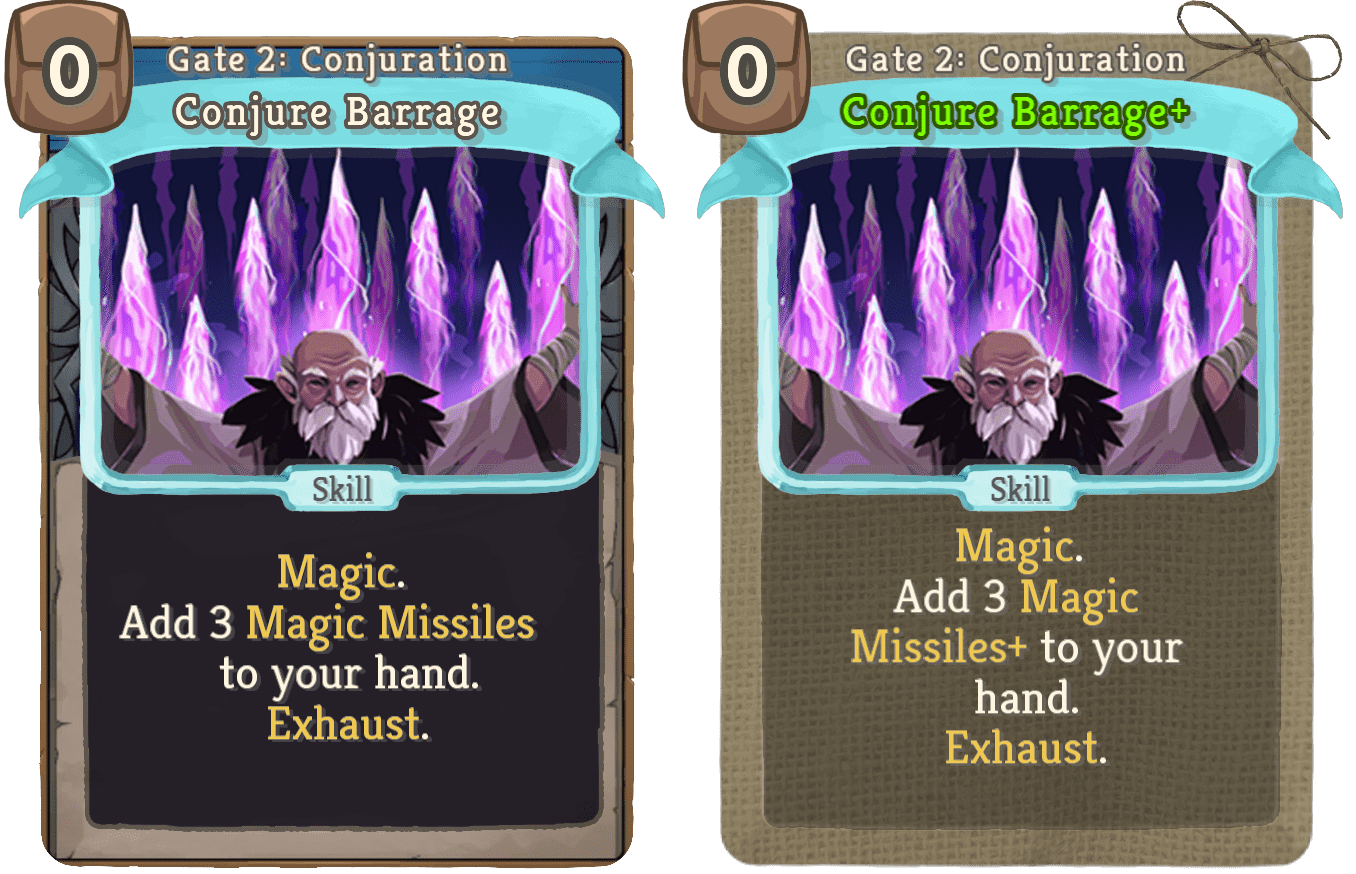 0
Gate 2: Conjuration
Conjure Barrage
Skill
Magic.
Add 3 Magic Missiles
to your hand.
Exhaust.
0
Gate 2: Conjuration
Conjure Barrage+
Skill
Magic.
Add 3 Magic
Missiles+ to your
hand.
Exhaust.